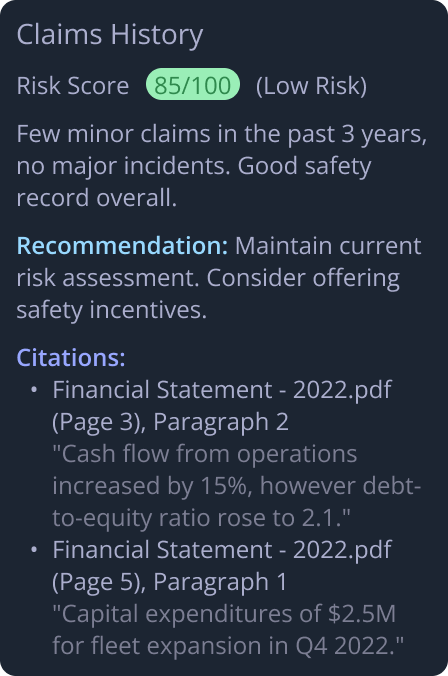 Claims History
Risk Score 85/100 (Low Risk)
Few minor claims in the past 3 years,
no major incidents. Good safety
record overall.
Recommendation: Maintain current
risk assessment. Consider offering
safety incentives.
Citations:
• Financial Statement - 2022.pdf
(Page 3), Paragraph 2
"Cash flow from operations
increased by 15%, however debt-
to-equity ratio rose to 2.1."
• Financial Statement - 2022.pdf
(Page 5), Paragraph 1
"Capital expenditures of $2.5M
for fleet expansion in Q4 2022."